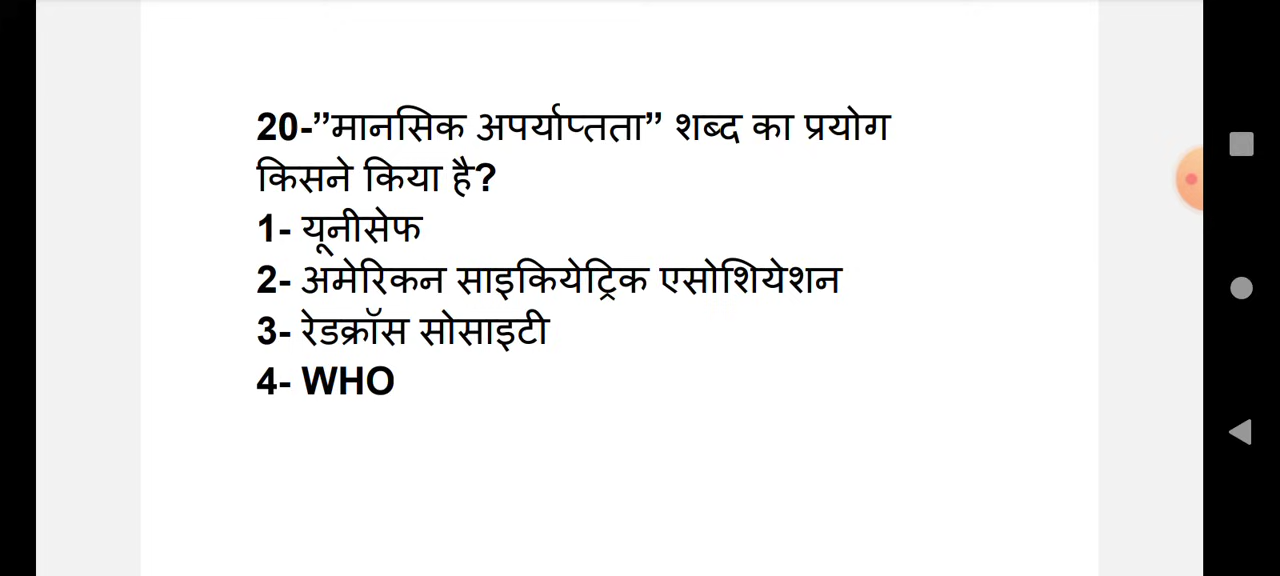 20-”मानसिक अपर्याप्तता” शब्द का प्रयोग
किसने किया है?
1- यूनीसेफ
2- अमेरिकन साइकियेट्रिक एसोशियेशन
3- रेडक्रॉस सोसाइटी
4- WHO